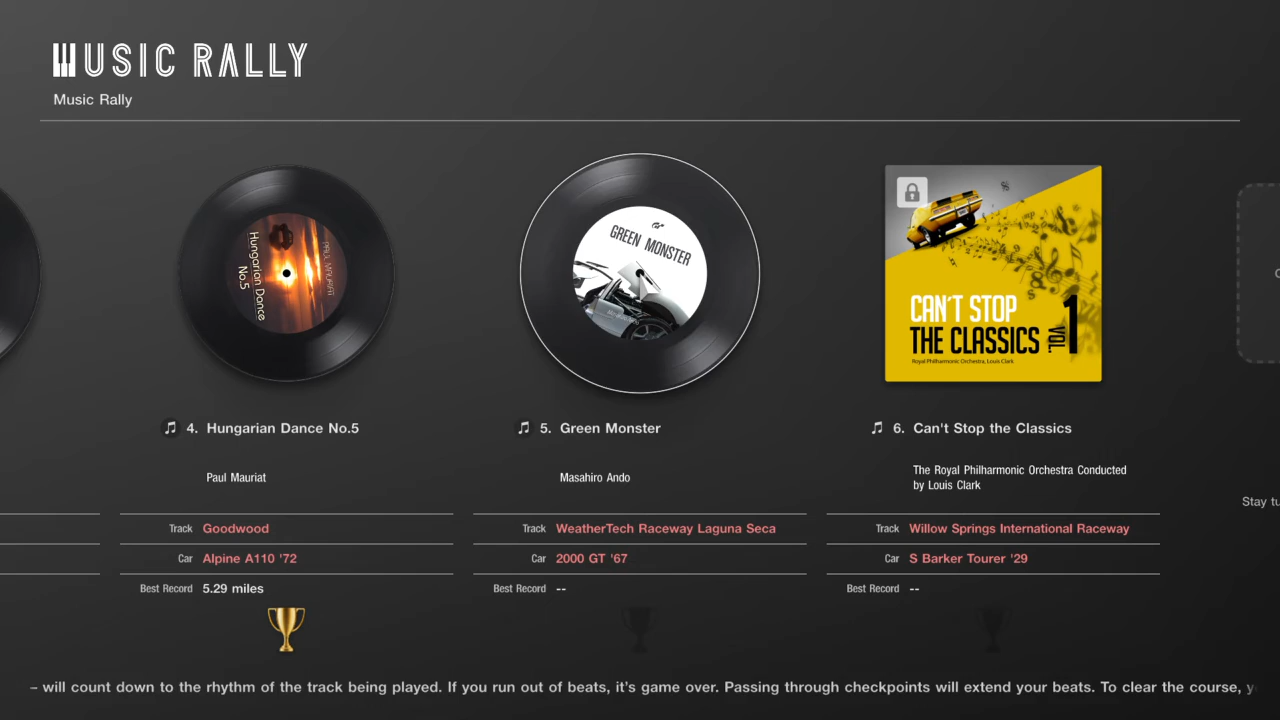 MUSIC RALLY
Music Rally
Hungarian Dance
No.5
PAUL MAURIAT
GREEN MONSTER
CAN'T STOP
THE CLASSICS VOL. 1
Royal Philharmonic Orchestra, Louis Clark
4. Hungarian Dance No.5
5. Green Monster
6. Can't Stop the Classics
Paul Mauriat
Masahiro Ando
The Royal Philharmonic Orchestra Conducted
by Louis Clark
Stay
Track Goodwood
Track WeatherTech Raceway Laguna Seca
Track Willow Springs International Raceway
Car Alpine A110 '72
Car 2000 GT '67
Car S Barker Tourer '29
Best Record 5.29 miles
Best Record --
Best Record --
– will count down to the rhythm of the track being played. If you run out of beats, it's game over. Passing through checkpoints will extend your beats. To clear the course,